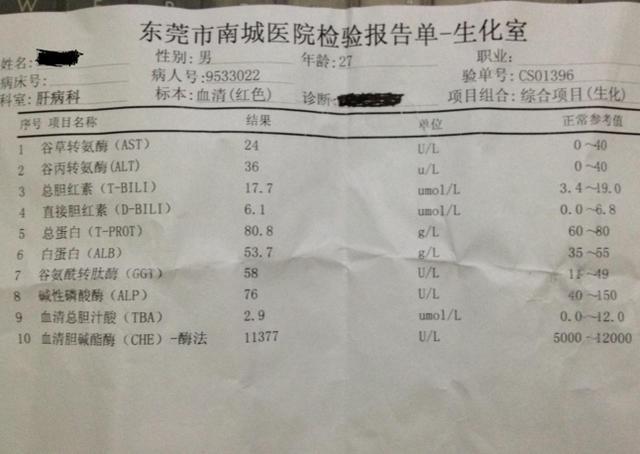 东莞市南城医院检验报告单-生化室
姓名: 性别: 男 年龄: 27 职业:
病床号: 病人号: 9533022 验单号: CS01396
科室: 肝病科 标本: 血清(红色) 诊断: 项目组合: 综合项目(生化)
序号 项目名称 结果 单位 正常参考值
1 谷草转氨酶(AST) 24 U/L 0~40
2 谷丙转氨酶(ALT) 36 u/L 0~40
3 总胆红素(T-BILI) 17.7 umol/L 3.4~19.0
4 直接胆红素(D-BILI) 6.1 umol/L 0.0~6.8
5 总蛋白(T-PROT) 80.8 g/L 60~80
6 白蛋白(ALB) 53.7 g/L 35~55
7 谷氨酰转肽酶(GGT) 58 U/L 11~49
8 碱性磷酸酶(ALP) 76 U/L 40~150
9 血清总胆汁酸(TBA) 2.9 umol/L 0.0~12.0
10 血清胆碱酯酶(CHE)-酶法 11377 U/L 5000~12000